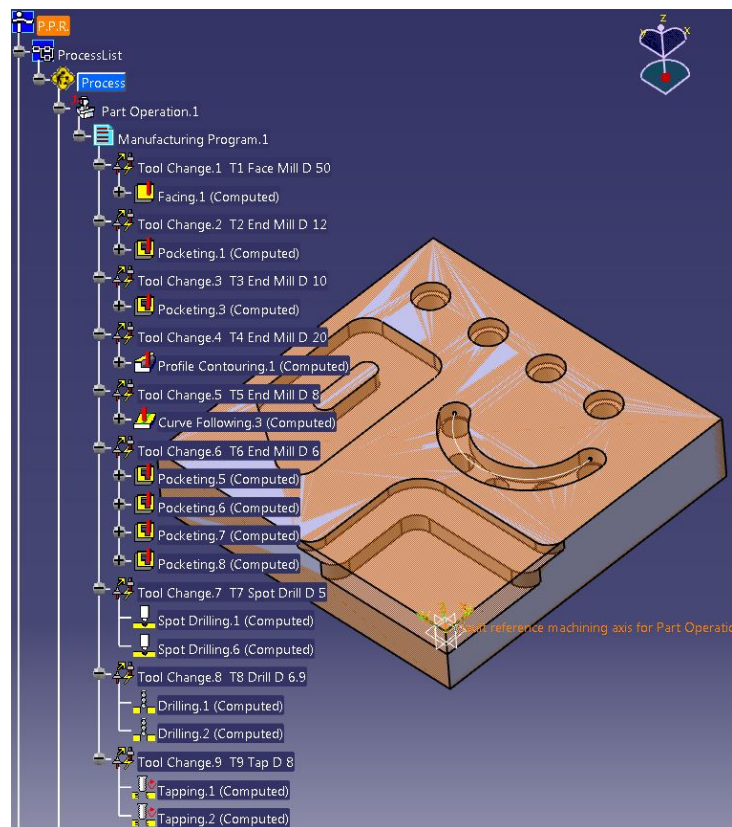 P.P.R.
ProcessList
Process
Part Operation.1
Manufacturing Program.1
Tool Change.1 T1 Face Mill D 50
Facing.1 (Computed)
Tool Change.2 T2 End Mill D 12
Pocketing.1 (Computed)
Tool Change.3 T3 End Mill D 10
Pocketing.3 (Computed)
Tool Change.4 T4 End Mill D 20
Profile Contouring.1 (Computed)
Tool Change.5 T5 End Mill D 8
Curve Following.3 (Computed)
Tool Change.6 T6 End Mill D 6
Pocketing.5 (Computed)
Pocketing.6 (Computed)
Pocketing.7 (Computed)
Pocketing.8 (Computed)
Tool Change.7 T7 Spot Drill D 5
Spot Drilling.1 (Computed)
Spot Drilling.6 (Computed)
Tool Change.8 T8 Drill D 6.9
Drilling.1 (Computed)
Drilling.2 (Computed)
Tool Change.9 T9 Tap D 8
Tapping.1 (Computed)
Tapping.2 (Computed)
z
y x
reference machining axis for Part Operatio